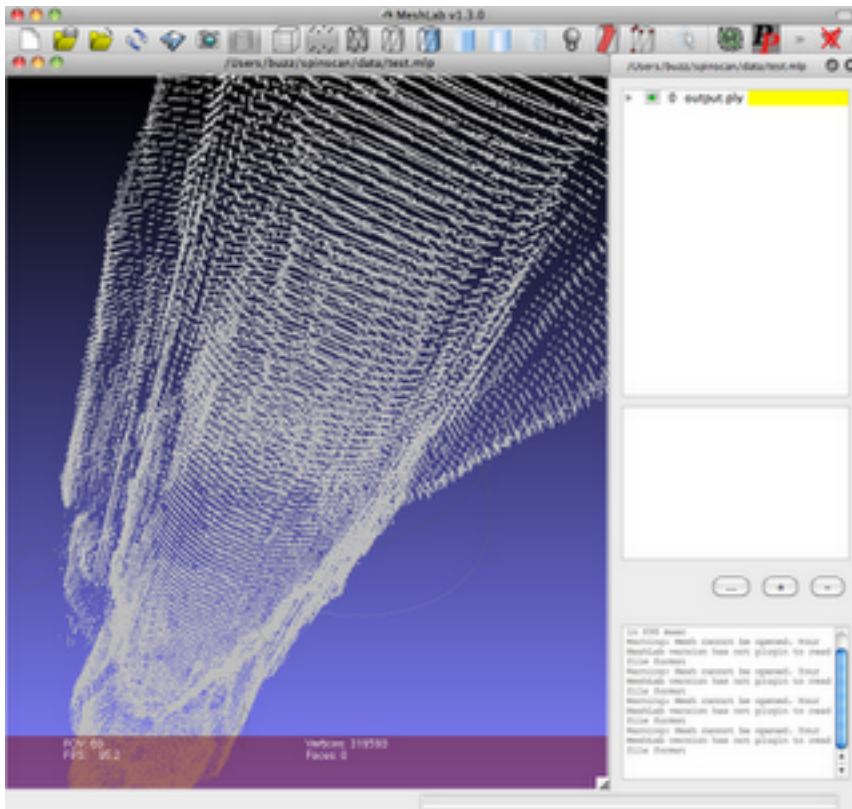 MeshLab v1.3.0
/Users/buzz/spinscan/data/test.mlp
/Users/buzz/spinscan/data/test.mlp
0 output.ply
FOV: 60
FPS: 95.2
Vertices:
Faces: 0
Warning: Mesh cannot be opened. Your
MeshLab version has not plugin to read
file format
Warning: Mesh cannot be opened. Your
MeshLab version has not plugin to read
file format
Warning: Mesh cannot be opened. Your
MeshLab version has not plugin to read
file format
Warning: Mesh cannot be opened. Your
MeshLab version has not plugin to read
file format